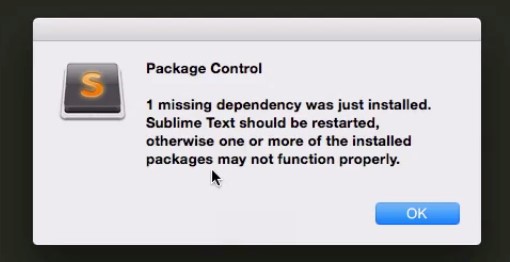 S
Package Control
1 missing dependency was just installed.
Sublime Text should be restarted,
otherwise one or more of the installed
packages may not function properly.
OK